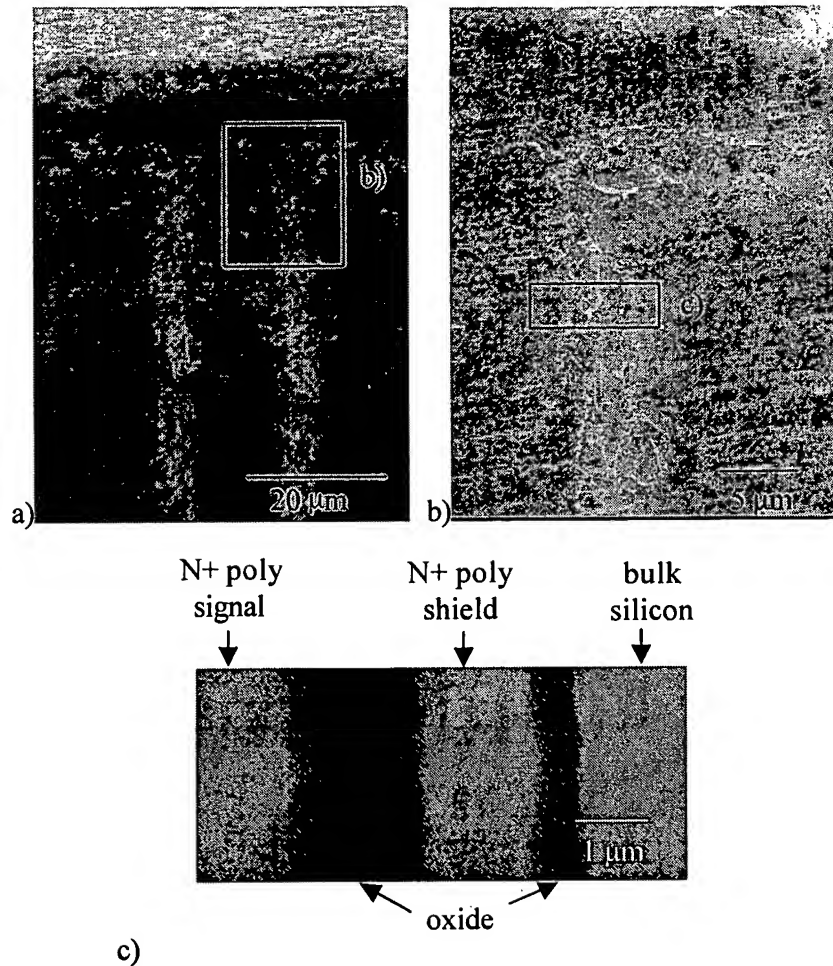 b)
20 µm
a)
c)
5 µm
b)
N+ poly signal
N+ poly shield
bulk silicon
1 µm
oxide
c)